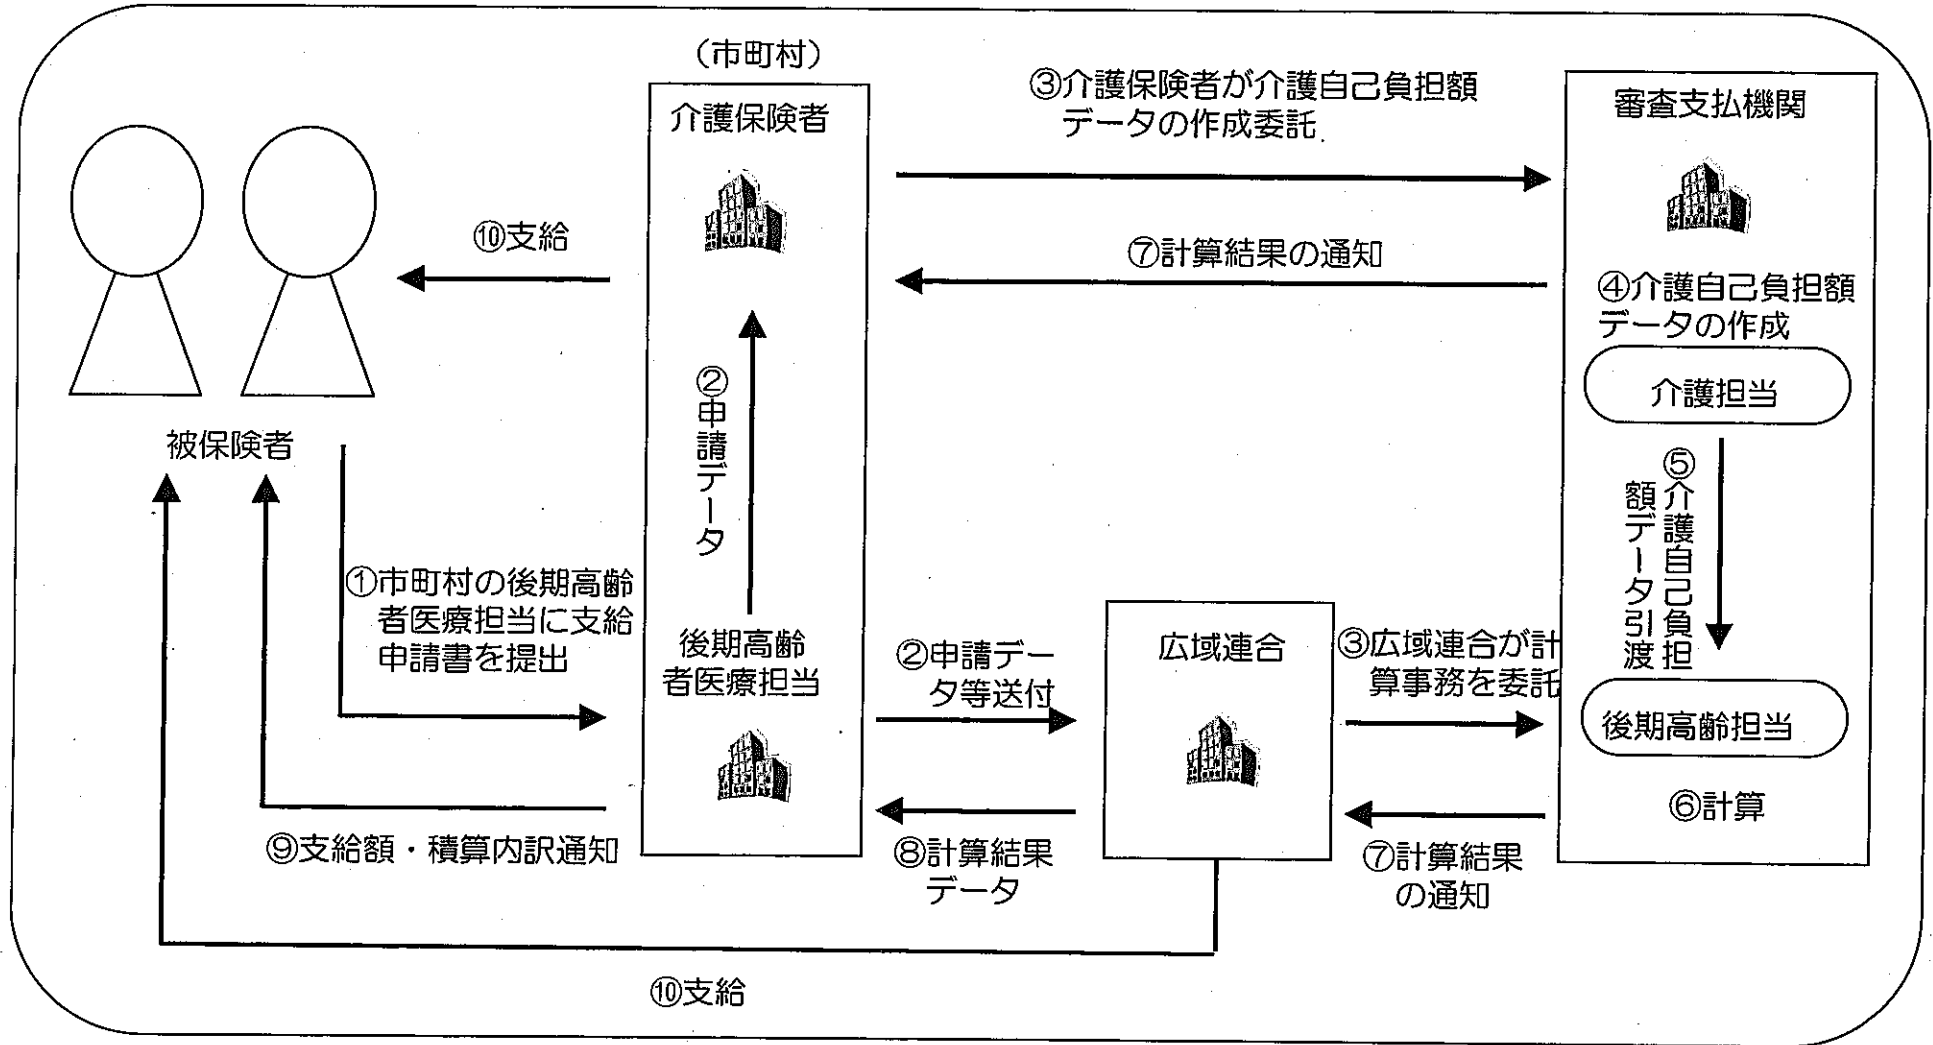 (市町村)
介護保険者
③介護保険者が介護自己負担額
データの作成委託
審査支払機関
⑩支給
⑦計算結果の通知
④介護自己負担額
データの作成
介護担当
②申請データ
被保険者
⑤介護自己負担
額データ引渡
①市町村の後期高齢
者医療担当に支給
申請書を提出
後期高齢
者医療担当
②申請デー
タ等送付
広域連合
③広域連合が計
算事務を委託
後期高齢担当
⑥計算
⑨支給額・積算内訳通知
⑧計算結果
データ
⑦計算結果
の通知
⑩支給